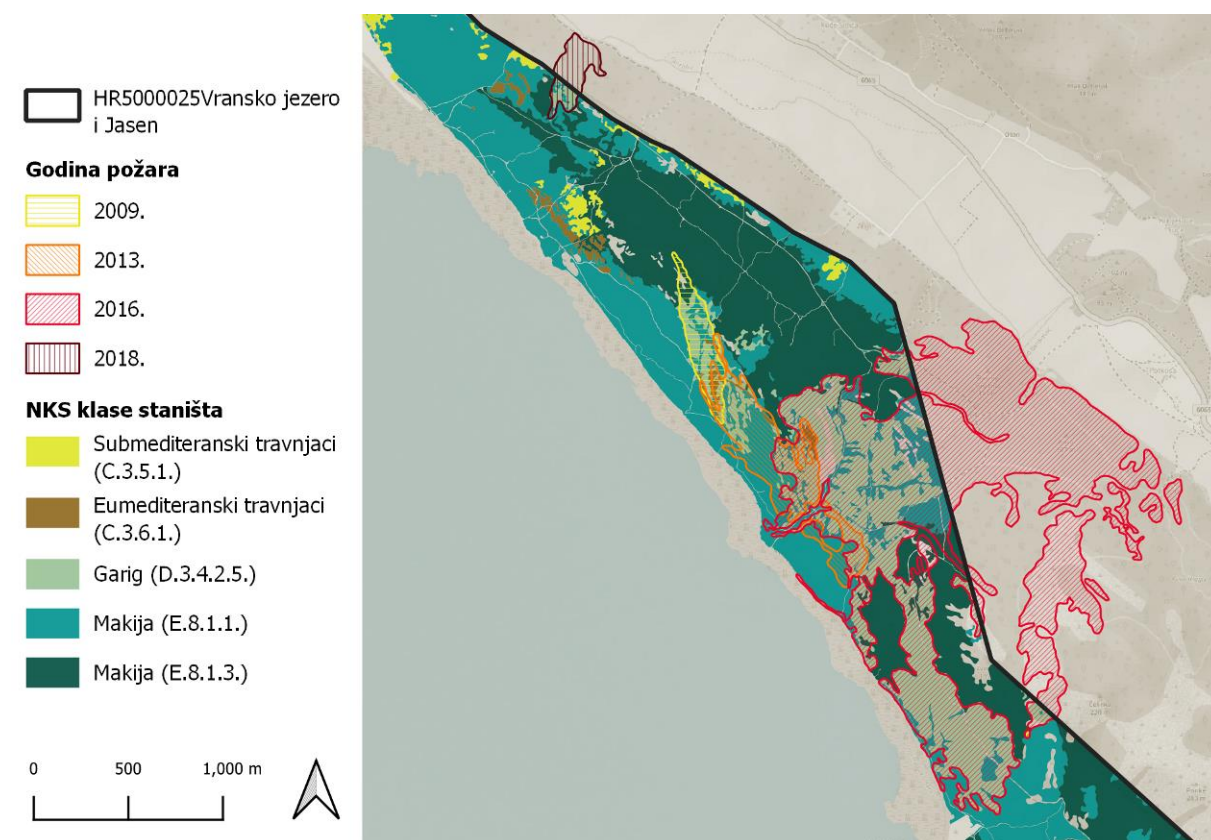 HR5000025Vransko jezero
i Jasen
Godina požara
2009.
2013.
2016.
2018.
NKS klase staništa
Submediteranski travnjaci
(C.3.5.1.)
Eumediteranski travnjaci
(C.3.6.1.)
Garig (D.3.4.2.5.)
Makija (E.8.1.1.)
Makija (E.8.1.3.)
0 500 1,000 m
6065